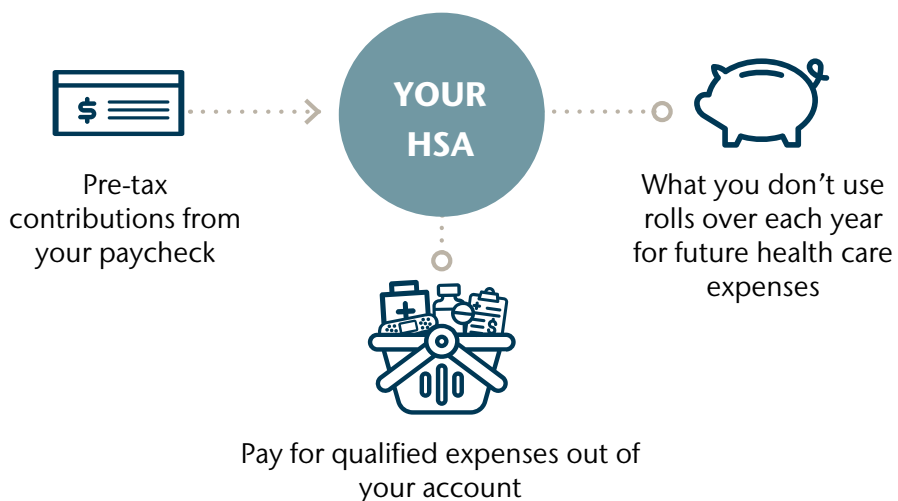 YOUR
HSA
$
Pre-tax
contributions from
your paycheck
What you don’t use
rolls over each year
for future health care
expenses
$
Pay for qualified expenses out of
your account